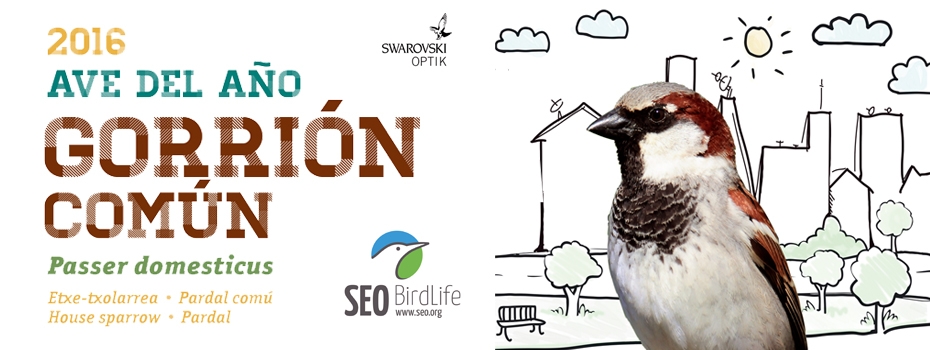 2016
AVE DEL AÑO
GORRIÓN
COMÚN
Passer domesticus
Etxe-txolarrea • Pardal comú
House sparrow • Pardal
SWAROVSKI
OPTIK
SEO BirdLife
www.seo.org